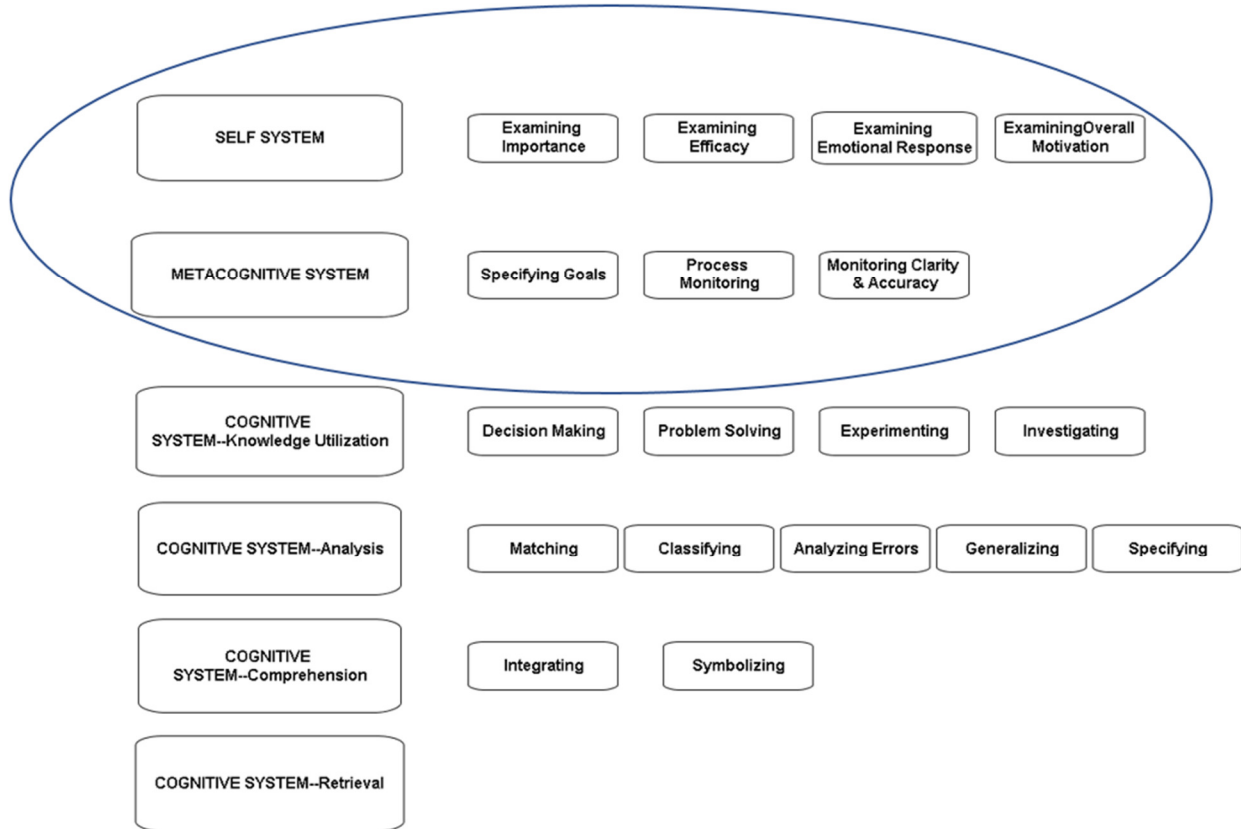 SELF SYSTEM
Examining
Importance
Examining
Efficacy
Examining
Emotional Response
ExaminingOverall
Motivation
METACOGNITIVE SYSTEM
Specifying Goals
Process
Monitoring
Monitoring Clarity
& Accuracy
COGNITIVE
SYSTEM--Knowledge Utilization
Decision Making
Problem Solving
Experimenting
Investigating
COGNITIVE SYSTEM--Analysis
Matching
Classifying
Analyzing Errors
Generalizing
Specifying
COGNITIVE
SYSTEM--Comprehension
Integrating
Symbolizing
COGNITIVE SYSTEM--Retrieval